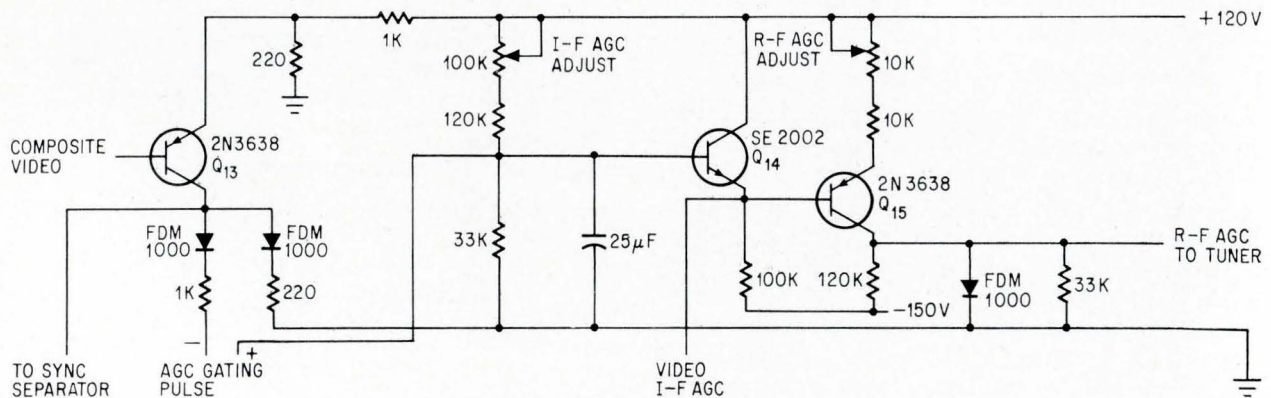 1K
+120V
220
100K
I-F AGC
ADJUST
R-F AGC
ADJUST
10K
120K
10K
COMPOSITE
VIDEO
2N3638
Q13
SE 2002
Q14
2N3638
Q15
FDM
1000
FDM
1000
33K
25μF
R-F AGC
TO TUNER
1K
220
100K
120K
FDM
1000
33K
-150V
−
+
TO SYNC
SEPARATOR
AGC GATING
PULSE
VIDEO
I-F AGC